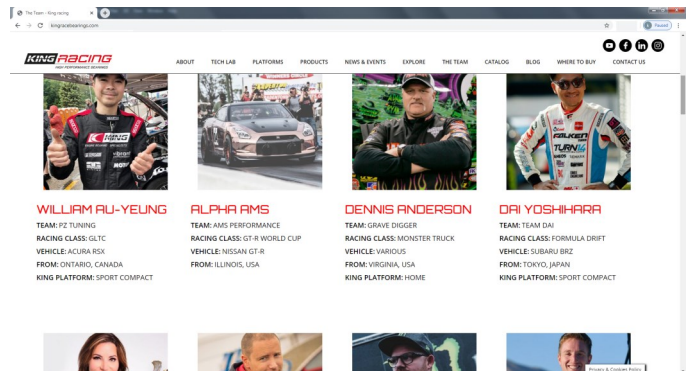 The Team - King racing
kingracebearings.com
Paused
KING RACING
HIGH PERFORMANCE BEARINGS
ABOUT TECH LAB PLATFORMS PRODUCTS NEWS & EVENTS EXPLORE THE TEAM CATALOG BLOG WHERE TO BUY CONTACT US
KING
FALKEN
TURN14
WILLIAM AU-YEUNG
TEAM: PZ TUNING
RACING CLASS: GLTC
VEHICLE: ACURA RSX
FROM: ONTARIO, CANADA
KING PLATFORM: SPORT COMPACT
ALPHA AMS
TEAM: AMS PERFORMANCE
RACING CLASS: GT-R WORLD CUP
VEHICLE: NISSAN GT-R
FROM: ILLINOIS, USA
DENNIS ANDERSON
TEAM: GRAVE DIGGER
RACING CLASS: MONSTER TRUCK
VEHICLE: VARIOUS
FROM: VIRGINIA, USA
KING PLATFORM: HOME
DAI YOSHIHARA
TEAM: TEAM DAI
RACING CLASS: FORMULA DRIFT
VEHICLE: SUBARU BRZ
FROM: TOKYO, JAPAN
KING PLATFORM: SPORT COMPACT
Privacy & Cookies Policy